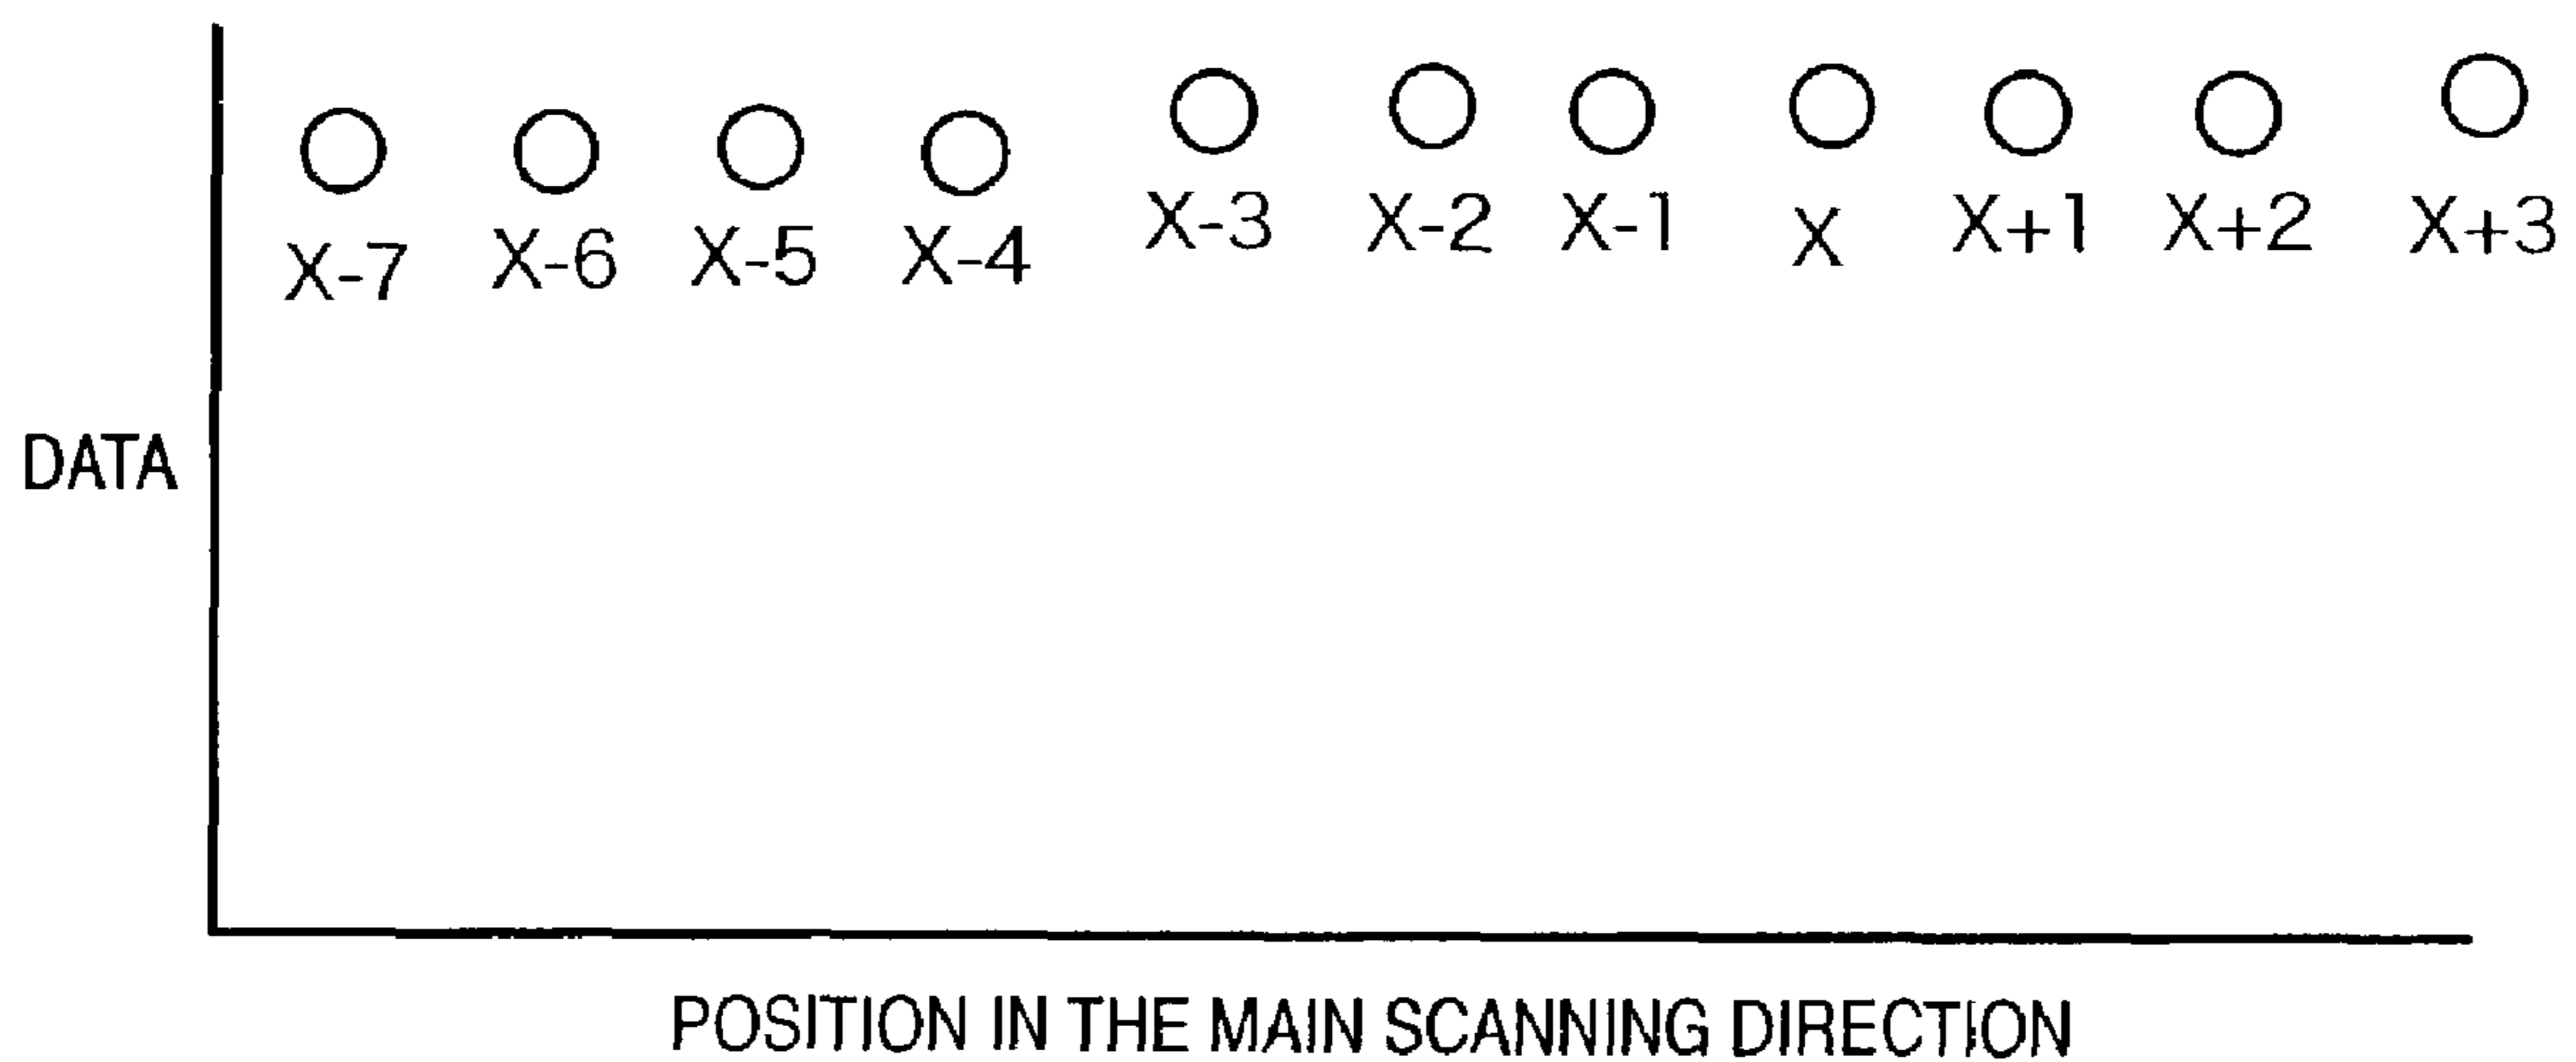 X-7 X-6 X-5 X-4 X-3 X-2 X-1 X X+1 X+2 X+3
DATA
POSITION IN THE MAIN SCANNING DIRECTION